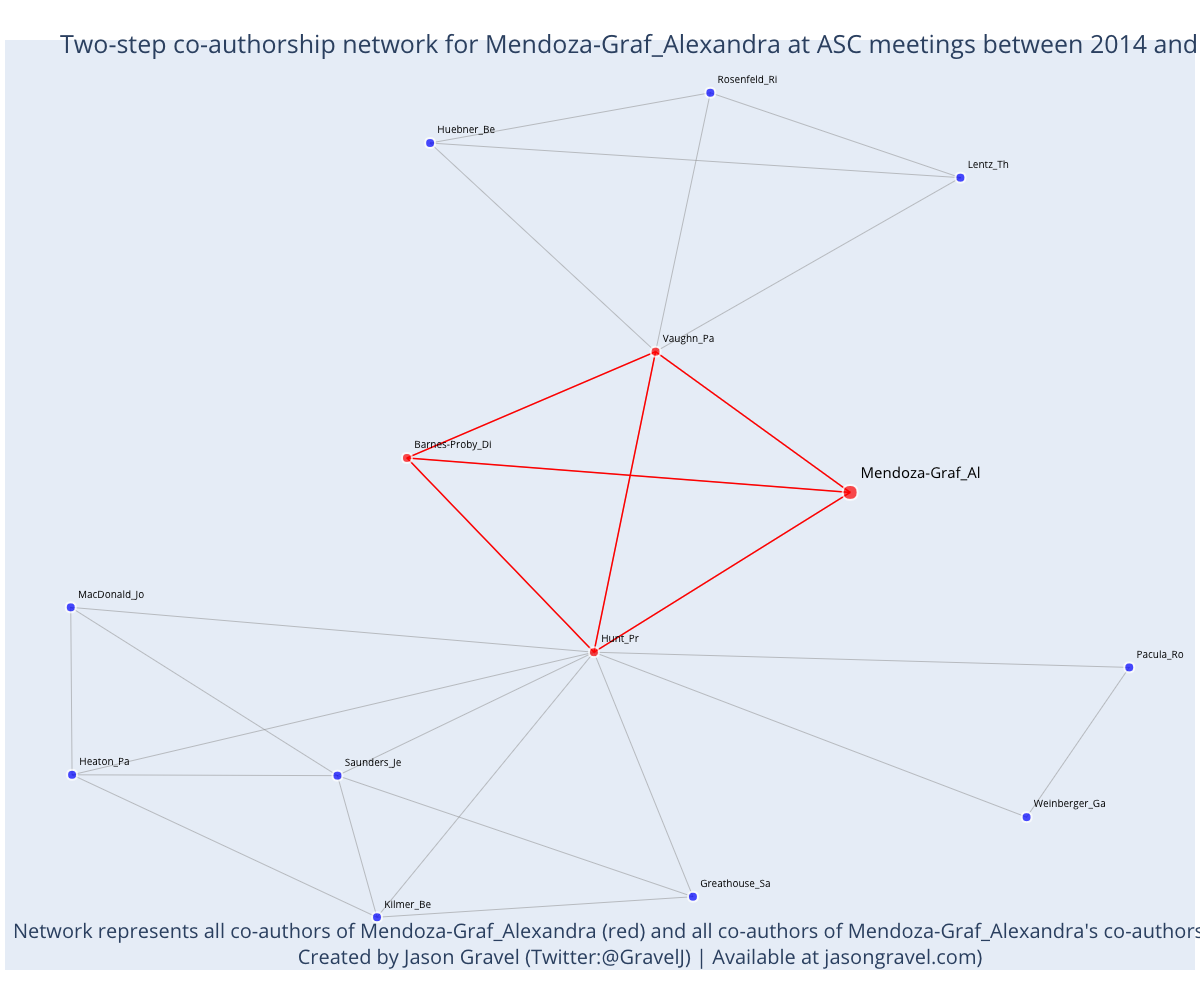 Two-step co-authorship network for Mendoza-Graf_Alexandra at ASC meetings between 2014 and
Rosenfeld_Ri
Huebner_Be
Lentz_Th
Vaughn_Pa
Barnes-Proby_Di
Mendoza-Graf_Al
MacDonald_Jo
Hunt_Pr
Pacula_Ro
Heaton_Pa
Saunders_Je
Weinberger_Ga
Greathouse_Sa
Kilmer_Be
Network represents all co-authors of Mendoza-Graf_Alexandra (red) and all co-authors of Mendoza-Graf_Alexandra's co-authors
Created by Jason Gravel (Twitter:@GravelJ) | Available at jasongravel.com)